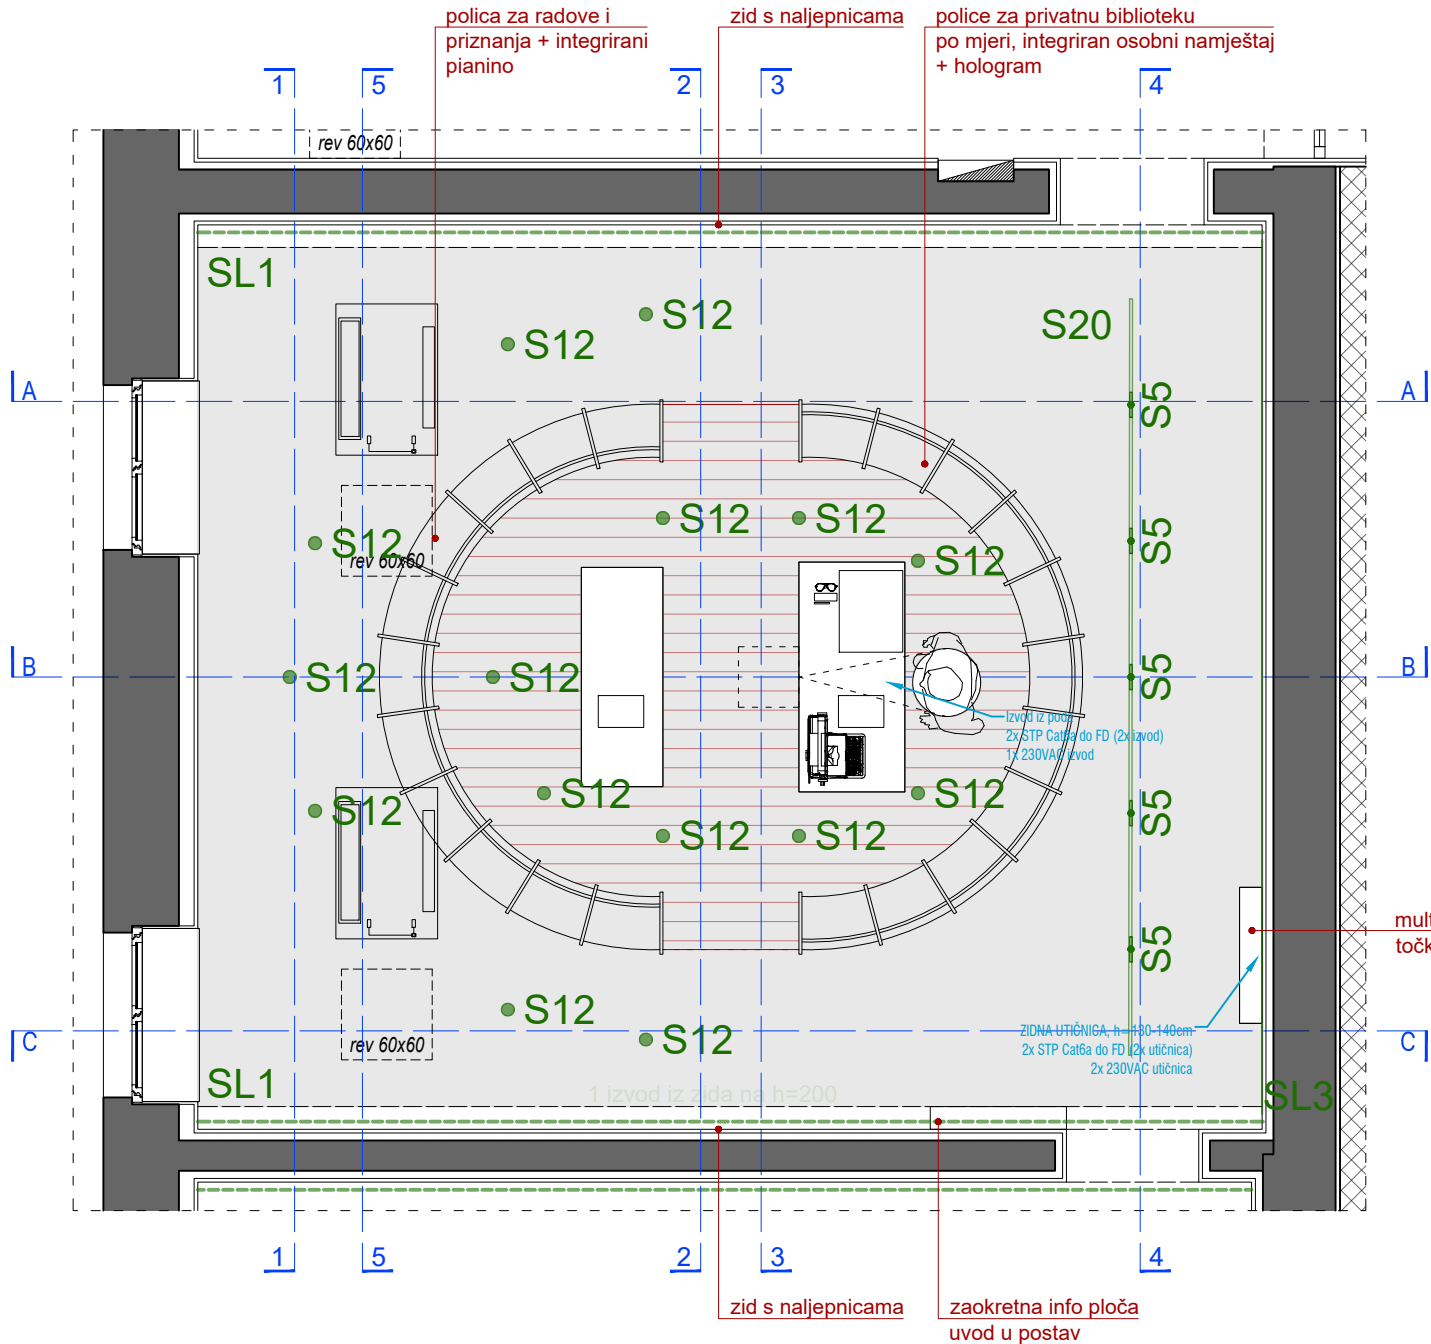 polica za radove i
priznanja + integrirani
pianino
zid s naljepnicama
police za privatnu biblioteku
po mjeri, integriran osobni namještaj
+ hologram
1
5
2
3
4
rev 60x60
SL1
S12
S12
S20
A
A
S5
S12
S12
S12
S12
S5
rev 60x60
B
B
S12
S12
S5
Izvod iz poda
2x STP Cat6a do FD (2x izvod)
1x 230VAC izvod
S12
S12
S12
S12
S12
S5
mult
točk
S5
S12
S12
C
C
ZIDNA UTIČNICA, h=130-140cm
2x STP Cat6a do FD (2x utičnica)
2x 230VAC utičnica
rev 60x60
SL1
1 izvod iz zida na h=200
SL3
1
5
2
3
4
zid s naljepnicama
zaokretna info ploča
uvod u postav